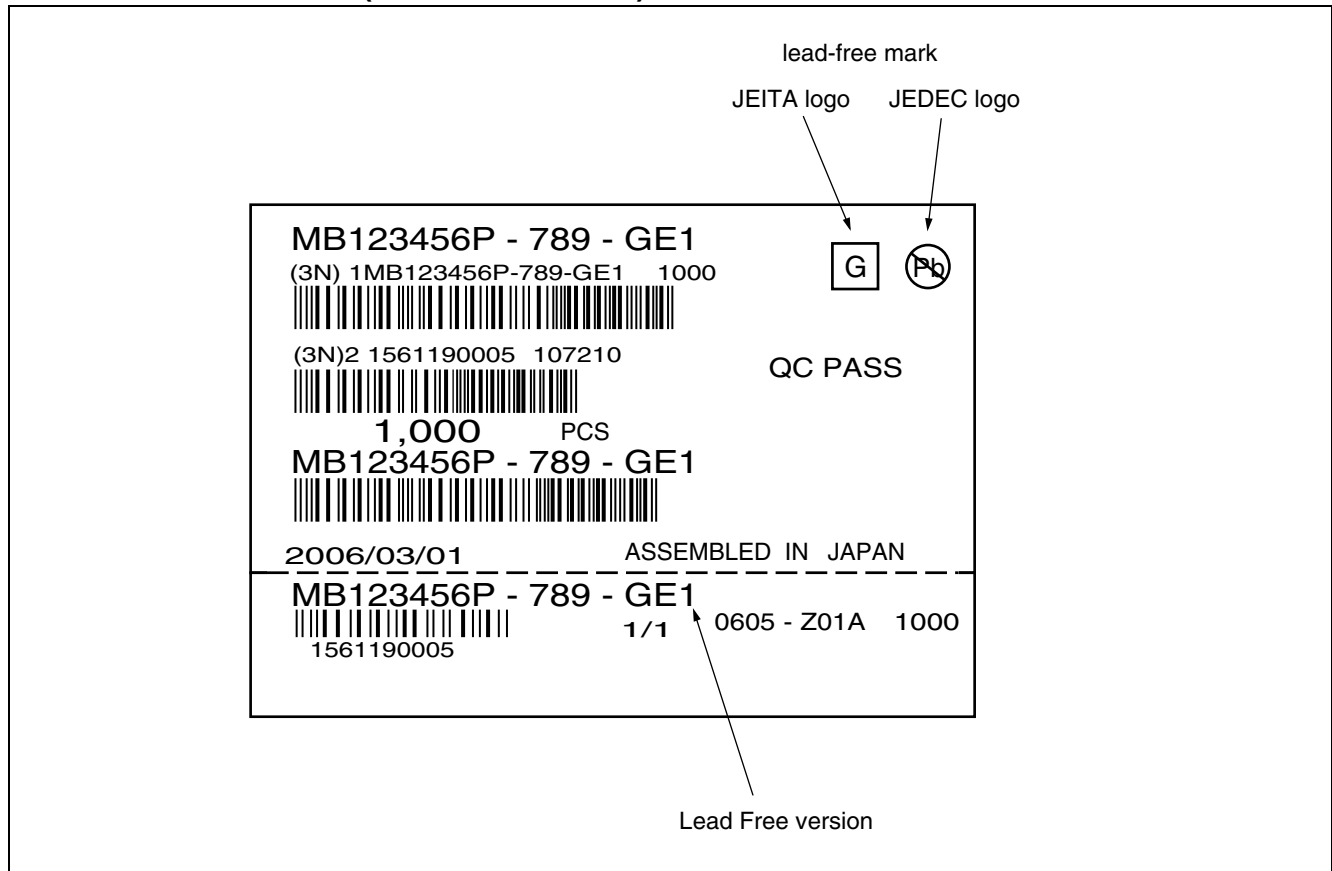 lead-free mark
JEITA logo JEDEC logo
MB123456P - 789 - GE1
(3N) 1MB123456P-789-GE1 1000
G Pb
(3N)2 1561190005 107210
QC PASS
1,000 PCS
MB123456P - 789 - GE1
2006/03/01 ASSEMBLED IN JAPAN
MB123456P - 789 - GE1
1/1 0605 - Z01A 1000
1561190005
Lead Free version